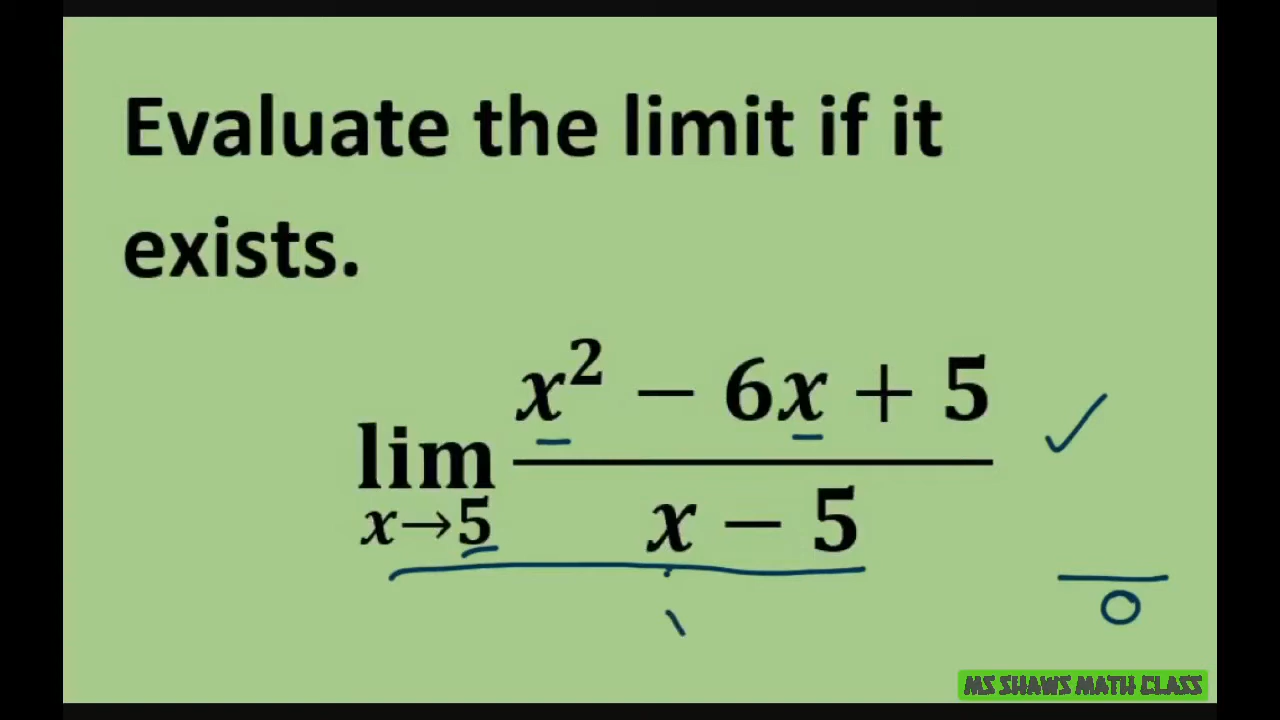 Evaluate the limit if it
exists.
x² − 6x + 5
lim
x→5
x − 5
0
MS SHAWS MATH CLASS